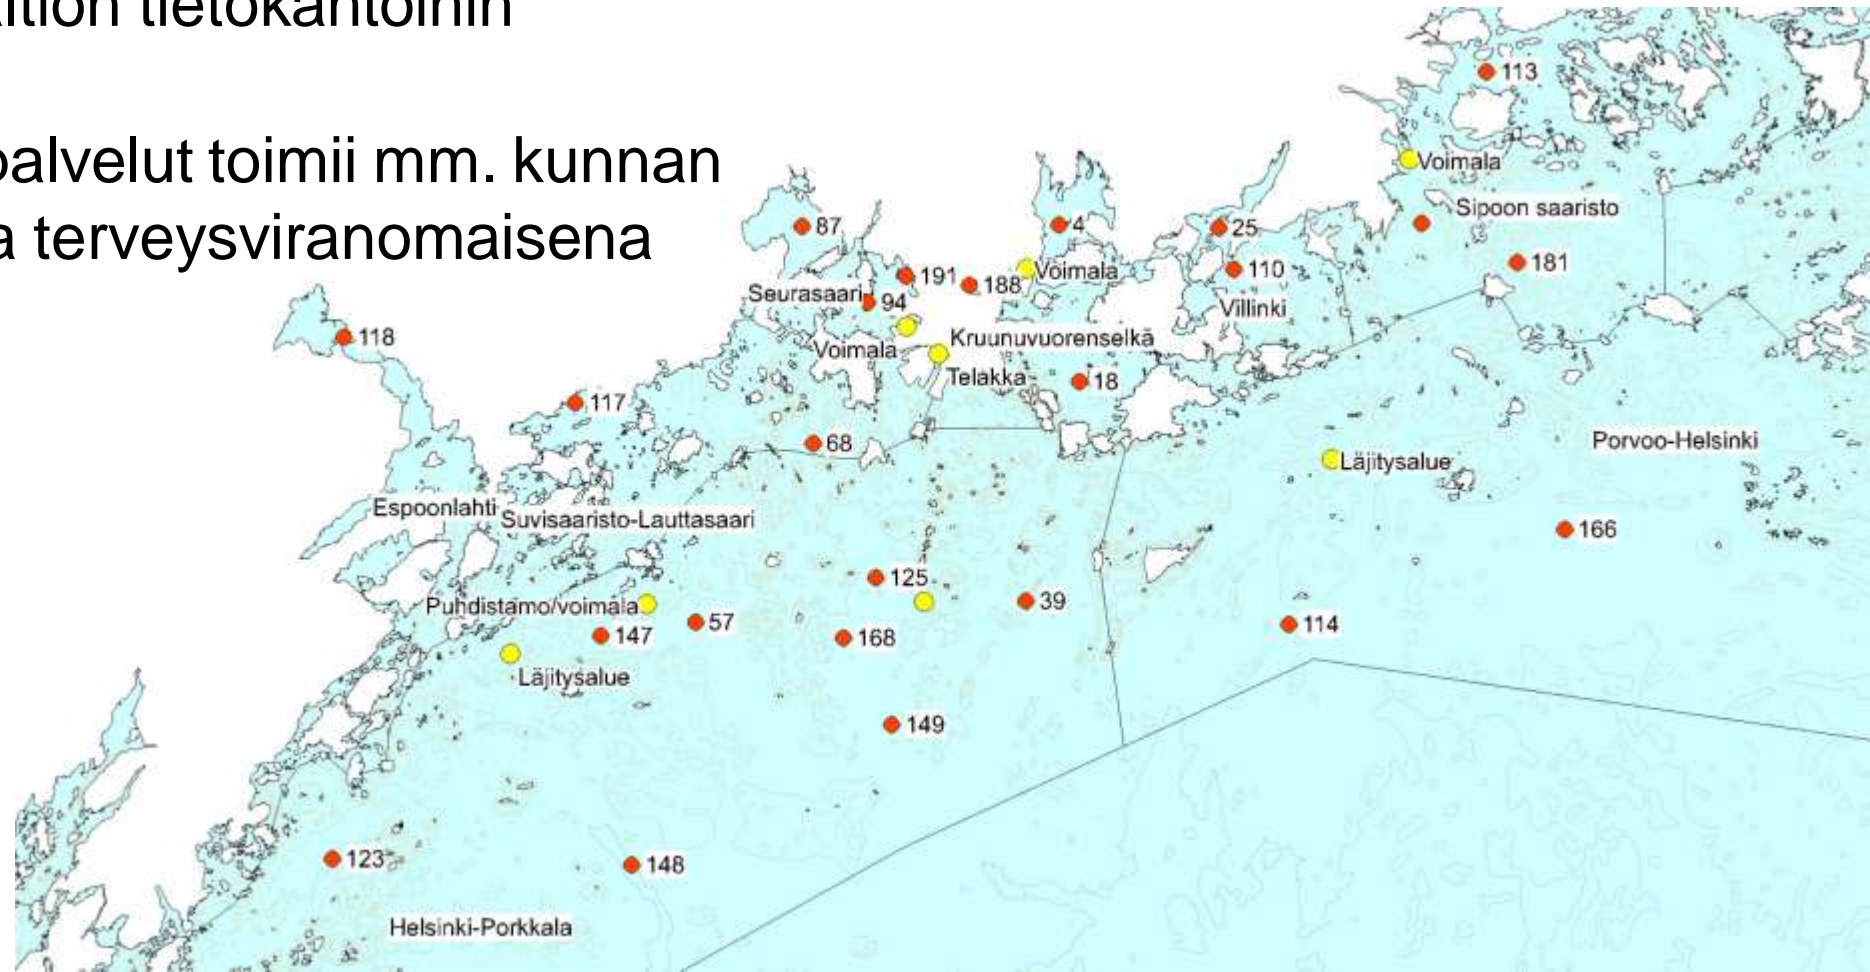 tietokantoihin
palvelut toimii mm. kunnan
a terveysviranomaisena
113
Voimala
87
4
25
Sipoon saaristo
191
188
Voimala
110
181
Seurasaari
94
Villinki
118
Voimala
Kruunuvuorenselkä
Telakka
18
117
68
Porvoo-Helsinki
Läjitysalue
Espoonlahti
Suvisaaristo-Lauttasaari
166
125
Puhdistamo/voimala
39
57
147
168
114
Läjitysalue
149
123
148
Helsinki-Porkkala